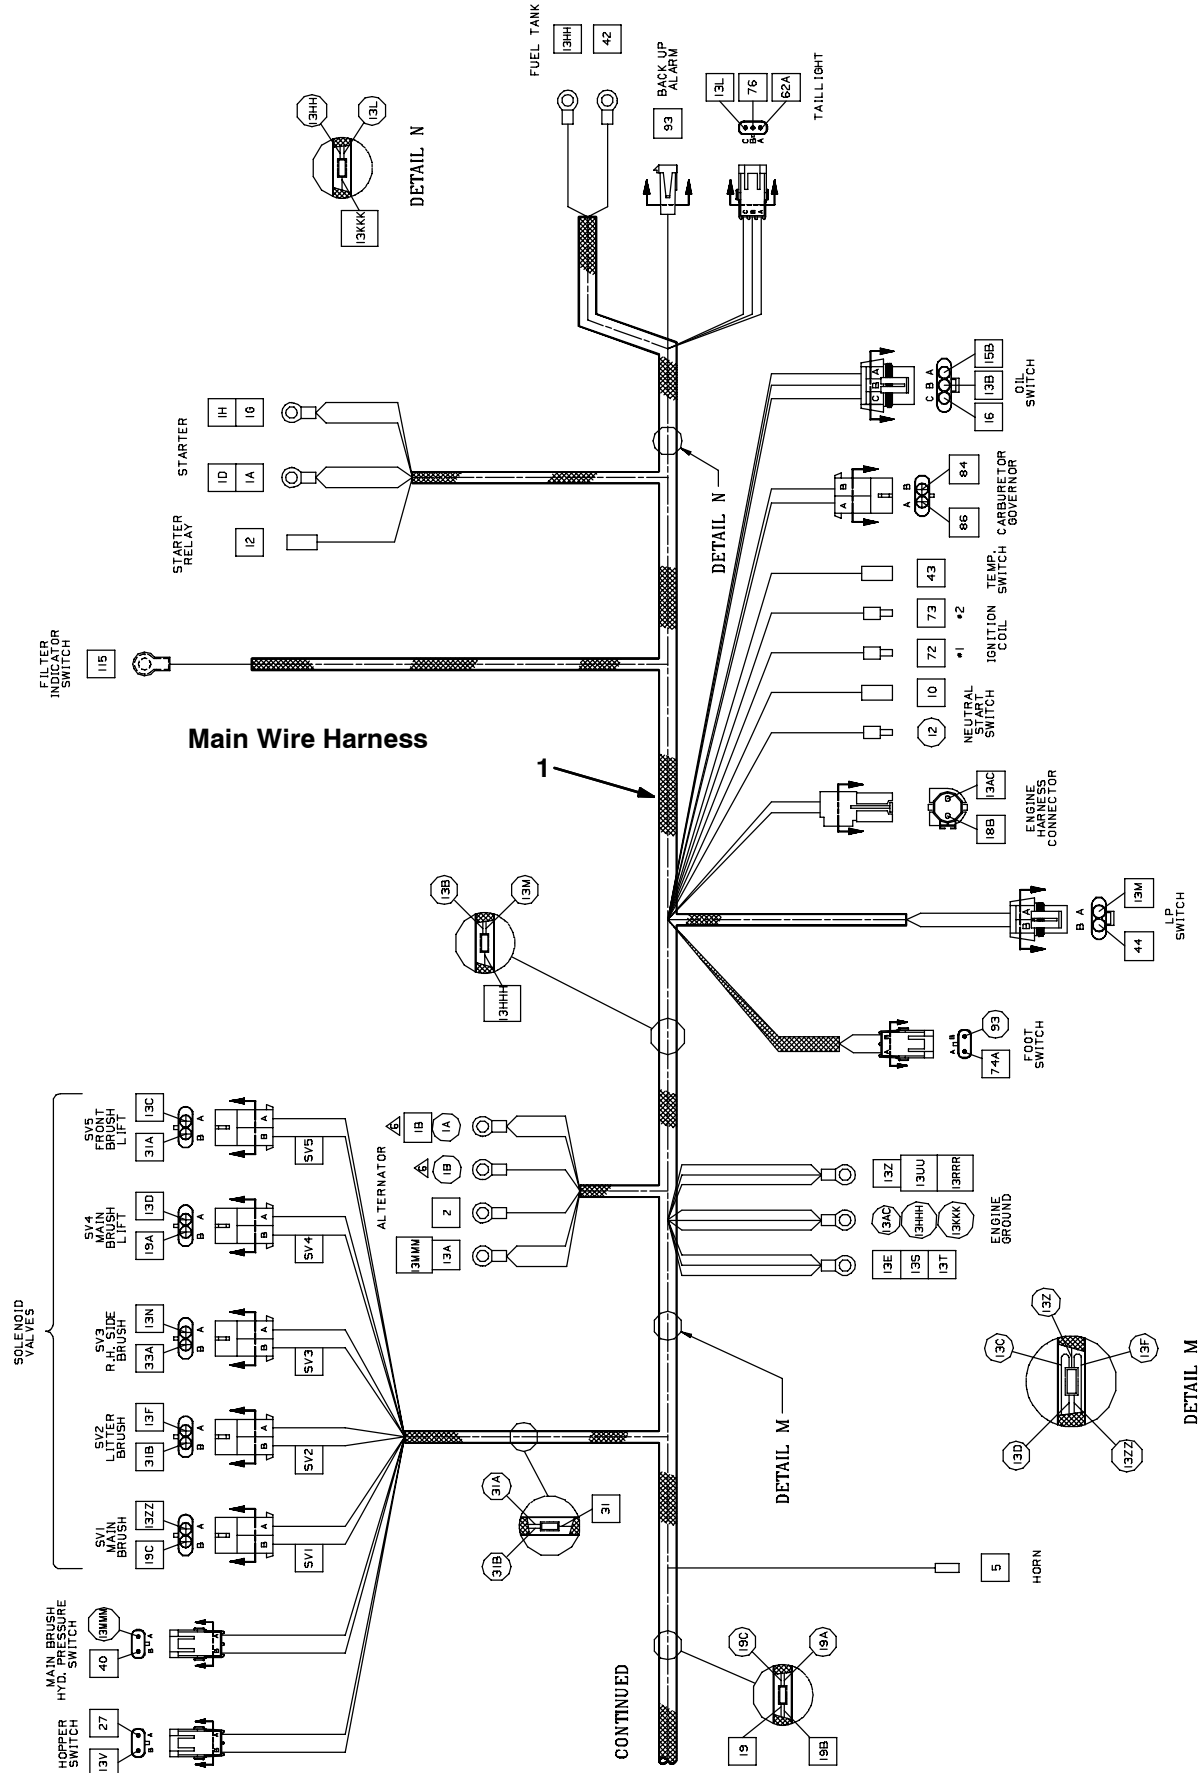 FUEL TANK
13HH
42
BACK UP
ALARM
93
13L
76
62A
TAILLIGHT
C
B
A
C
B
A
13HH
13L
13KKK
DETAIL N
STARTER
1H
1G
1D
1A
STARTER
RELAY
12
FILTER
INDICATOR
SWITCH
115
Main Wire Harness
1
DETAIL N
A
B
C
A
B
C
15B
13B
16
OIL
SWITCH
B
A
B
A
84
86
CARBURETOR
GOVERNOR
43
TEMP.
SWITCH
73
#2
72
#1
IGNITION
COIL
10
12
NEUTRAL
START
SWITCH
13AC
18B
ENGINE
HARNESS
CONNECTOR
A
B
A
B
13M
44
LP
SWITCH
B
A
93
74A
FOOT
SWITCH
13B
13M
13HHH
SOLENOID
VALVES
SV5
FRONT
BRUSH
LIFT
13C
31A
A
B
A
B
SV5
SV4
MAIN
BRUSH
LIFT
13D
19A
A
B
A
B
SV4
SV3
R.H. SIDE
BRUSH
13N
33A
A
B
A
B
SV3
SV2
LITTER
BRUSH
13F
31B
A
B
A
B
SV2
SV1
MAIN
BRUSH
13ZZ
19C
A
B
A
B
SV1
MAIN BRUSH
HYD. PRESSURE
SWITCH
13MMM
40
A
B
A
B
HOPPER
SWITCH
27
13V
A
B
A
B
ALTERNATOR
6
1B
1A
6
1B
2
13MMM
13A
13Z
13UU
13RRR
13AC
13HHH
13KKK
13E
13S
13T
ENGINE
GROUND
31A
31B
31
DETAIL M
13Z
13C
13F
13D
13ZZ
DETAIL M
5
HORN
CONTINUED
19C
19A
19
19B